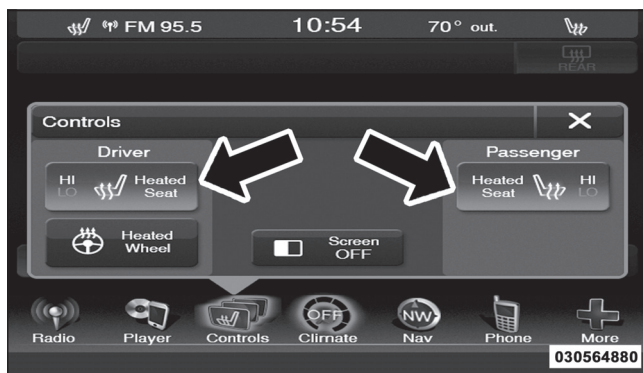 FM 95.5 10:54 70° out.
REAR
Controls X
Driver Passenger
HI LO Heated Seat
Heated Seat HI LO
Heated Wheel
Screen OFF
OFF NW
Radio Player Controls Climate Nav Phone More
030564880